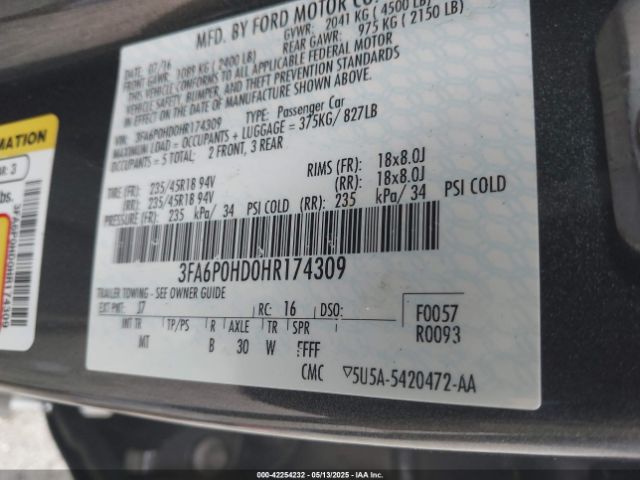 MFD. BY FORD MOTOR CO.
GVWR: 2041 KG ( 4500 LB)
DATE: 07/16
REAR GAWR: 975 KG ( 2150 LB)
FRONT GAWR: 1089 KG ( 2400 LB)
THIS VEHICLE CONFORMS TO ALL APPLICABLE FEDERAL MOTOR
VEHICLE SAFETY, BUMPER, AND THEFT PREVENTION STANDARDS
IN EFFECT ON THE DATE OF MANUFACTURE SHOWN ABOVE.
VIN: 3FA6P0HD0HR174309 TYPE: Passenger Car
MAXIMUM LOAD = OCCUPANTS + LUGGAGE = 375KG/ 827LB
OCCUPANTS = 5 TOTAL: 2 FRONT, 3 REAR
TIRE (FR): 235/45R18 94V RIMS (FR): 18x8.0J
(RR): 235/45R18 94V (RR): 18x8.0J
PRESSURE (FR): 235 kPa/ 34 PSI COLD (RR): 235 kPa/ 34 PSI COLD
3FA6P0HD0HR174309
TRAILER TOWING - SEE OWNER GUIDE
EXT PNT: J7 RC: 16 DSO: F0057
R0093
INT TR TP/PS R AXLE TR SPR
MT B 30 W FFFF
CMC ▽5U5A-5420472-AA
MATION
R: 3
lbs.
3FA6P0HD0HR174309
000-42254232 - 05/13/2025 - IAA Inc.